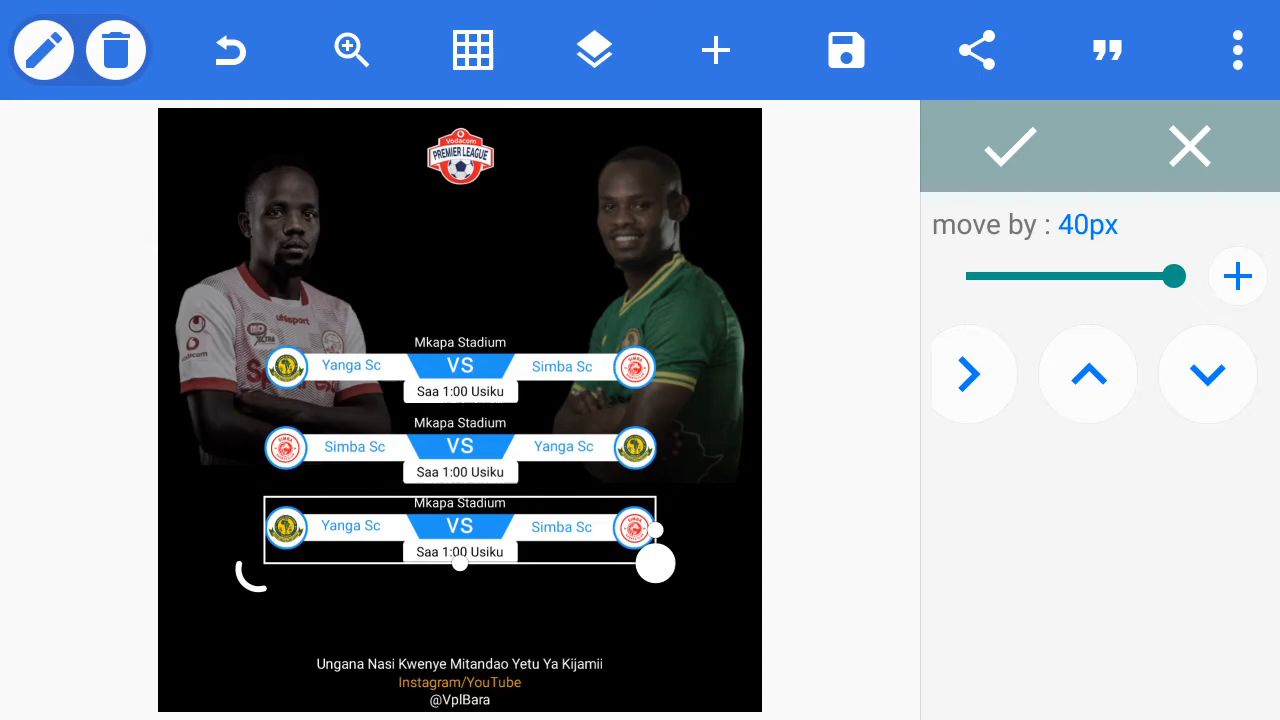 move by : 40px
Vodacom
PREMIER LEAGUE
uhlsport
Mkapa Stadium
Yanga Sc VS Simba Sc
Saa 1:00 Usiku
Mkapa Stadium
Simba Sc VS Yanga Sc
Saa 1:00 Usiku
Mkapa Stadium
Yanga Sc VS Simba Sc
Saa 1:00 Usiku
Ungana Nasi Kwenye Mitandao Yetu Ya Kijamii
Instagram/YouTube
@VplBara